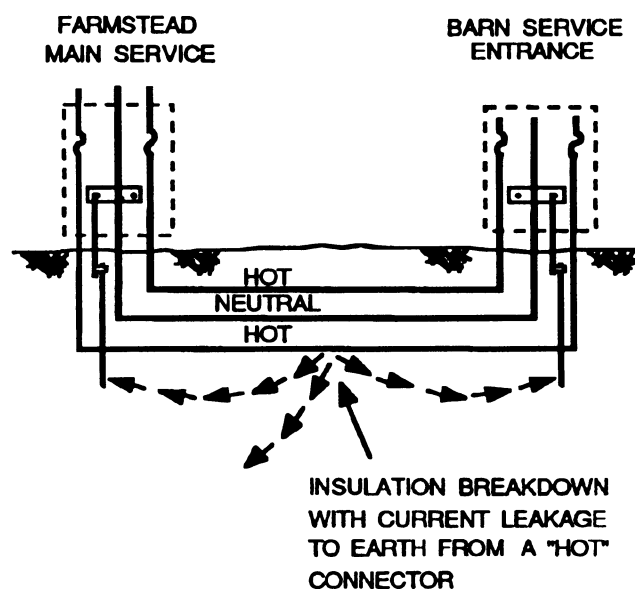 FARMSTEAD
MAIN SERVICE
BARN SERVICE
ENTRANCE
HOT
NEUTRAL
HOT
INSULATION BREAKDOWN
WITH CURRENT LEAKAGE
TO EARTH FROM A "HOT"
CONNECTOR